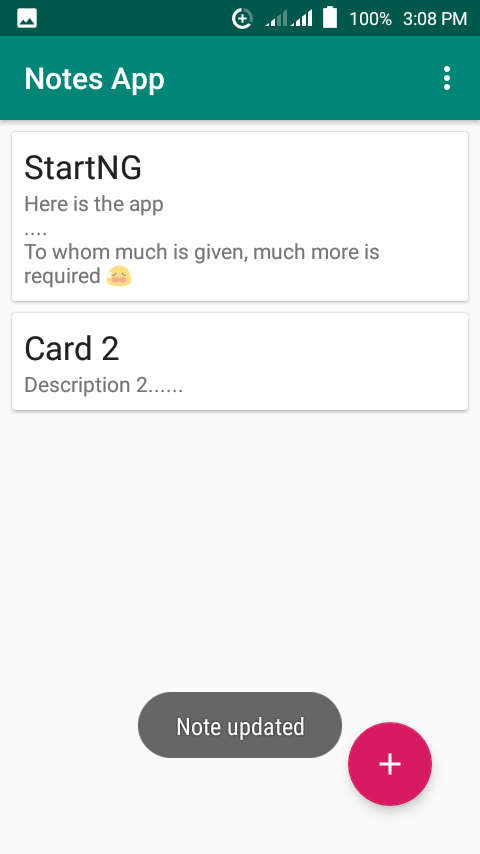 100% 3:08 PM
Notes App
StartNG
Here is the app
....
To whom much is given, much more is
required 😩
Card 2
Description 2......
Note updated